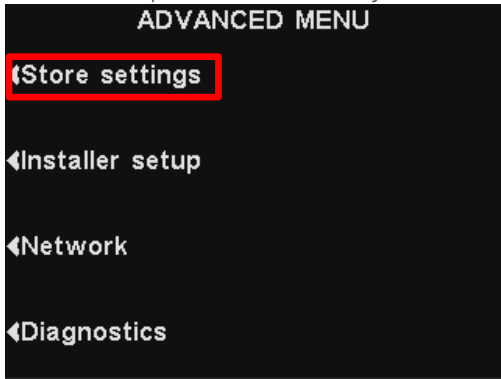 ADVANCED MENU
Store settings
Installer setup
Network
Diagnostics